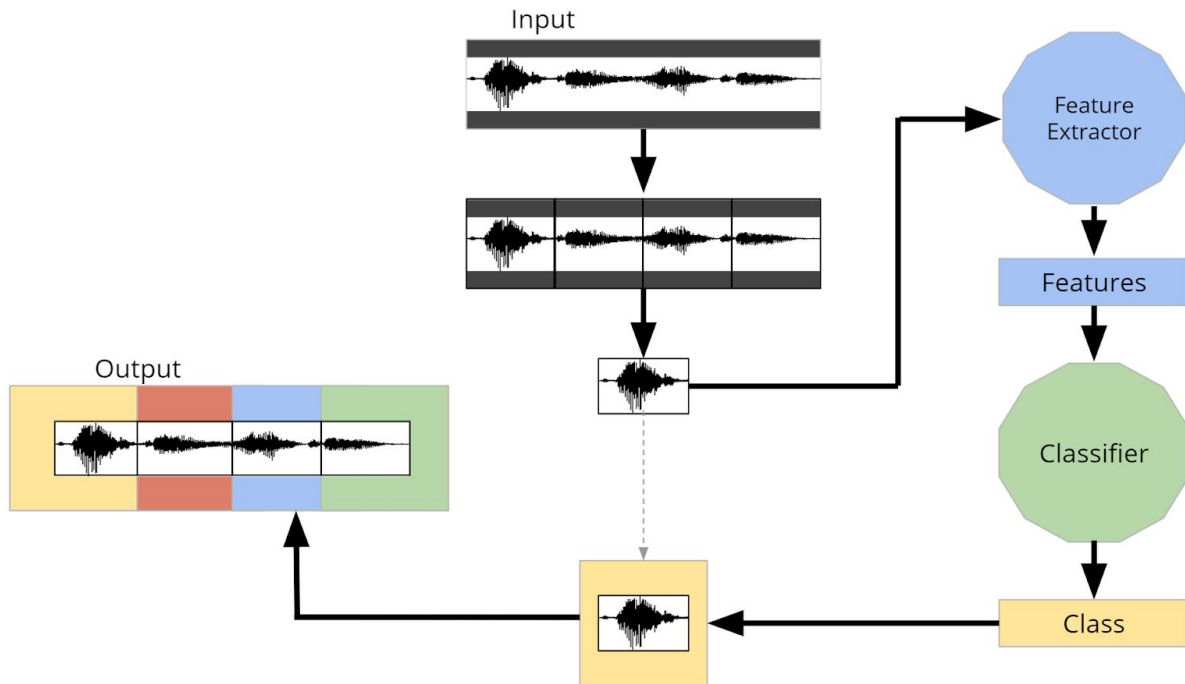 Input
Feature
Extractor
Features
Output
Classifier
Class